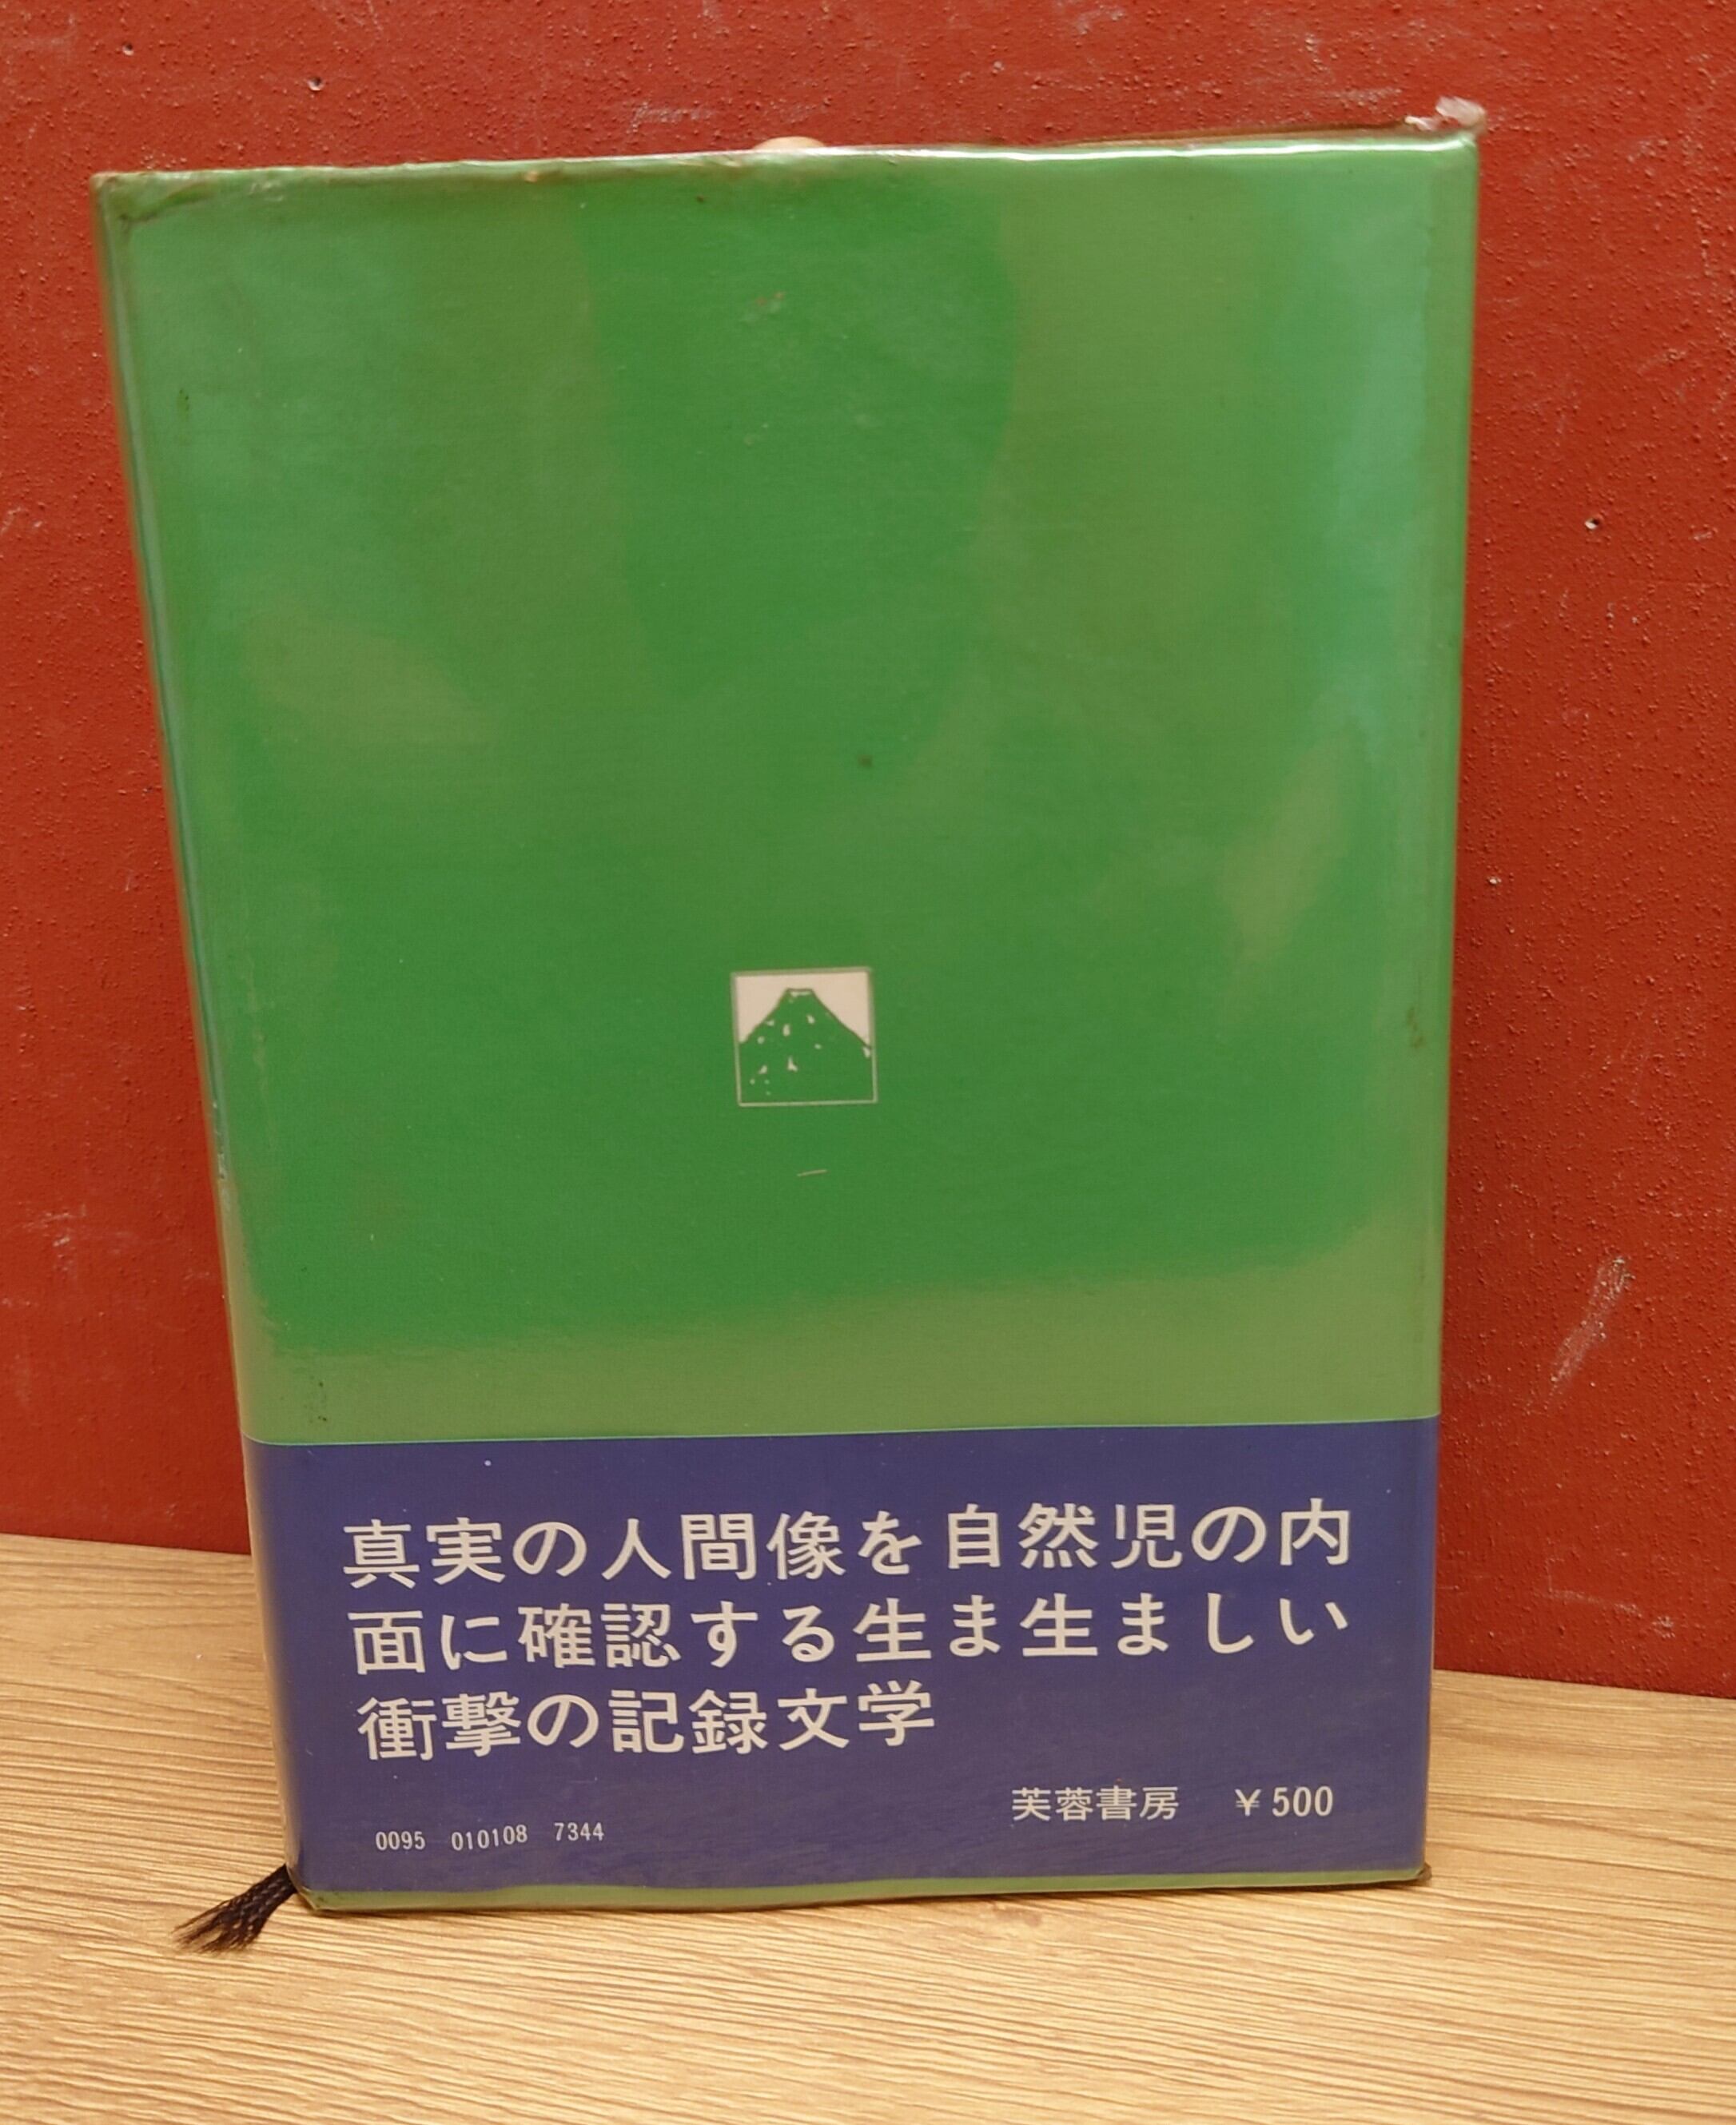 真実の人間像を自然児の内
面に確認する生ま生ましい
衝撃の記録文学
芙蓉書房 ¥500
0095 010108 7344